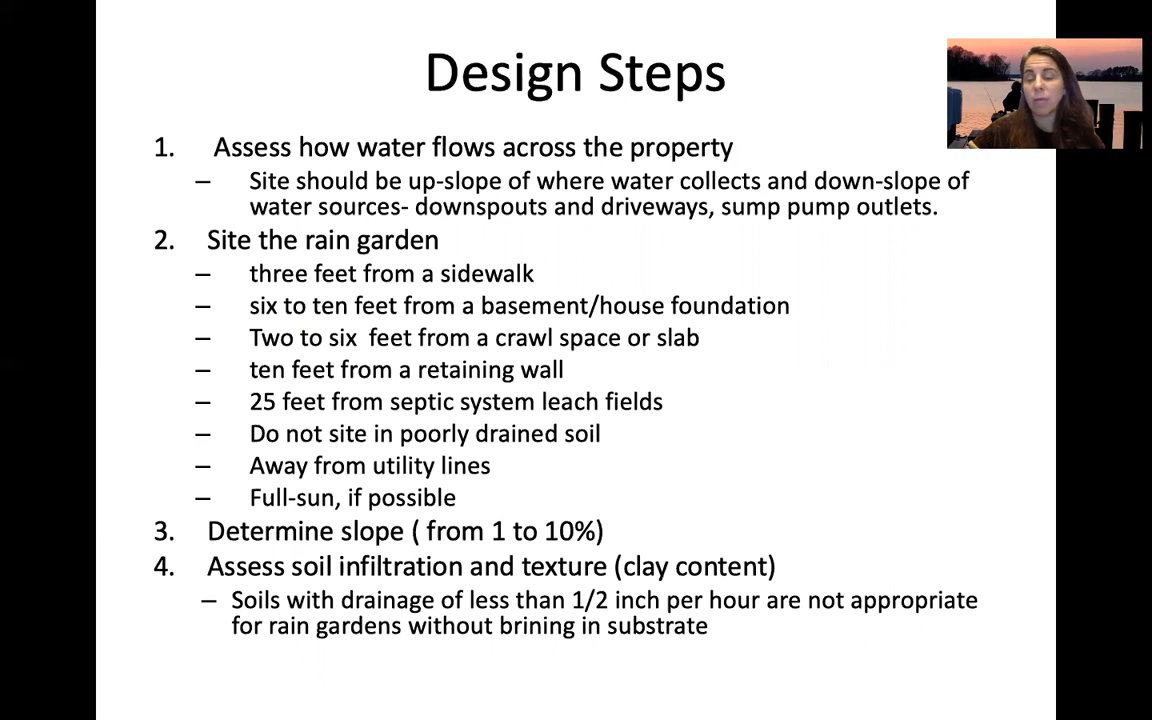 Design Steps
1. Assess how water flows across the property
– Site should be up-slope of where water collects and down-slope of
water sources- downspouts and driveways, sump pump outlets.
2. Site the rain garden
– three feet from a sidewalk
– six to ten feet from a basement/house foundation
– Two to six feet from a crawl space or slab
– ten feet from a retaining wall
– 25 feet from septic system leach fields
– Do not site in poorly drained soil
– Away from utility lines
– Full-sun, if possible
3. Determine slope ( from 1 to 10%)
4. Assess soil infiltration and texture (clay content)
– Soils with drainage of less than 1/2 inch per hour are not appropriate
for rain gardens without brining in substrate